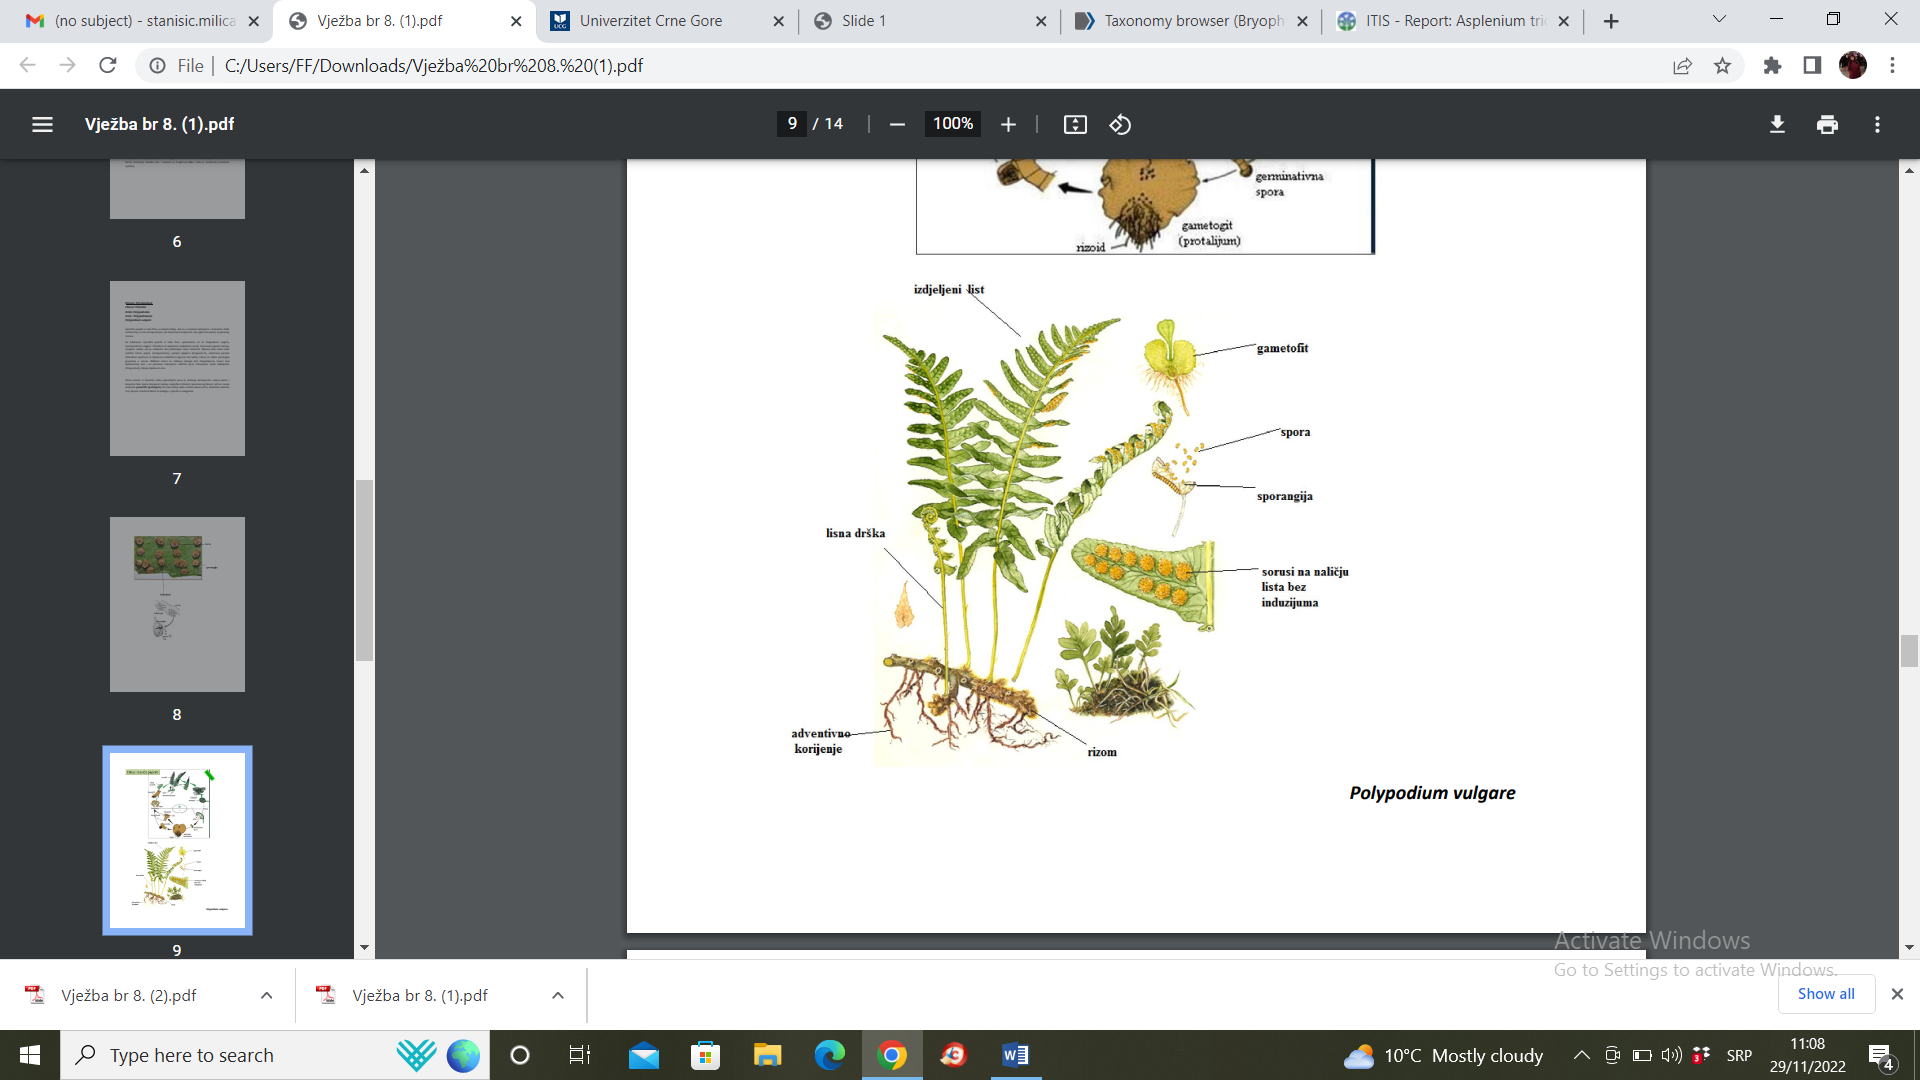 (no subject) - stanisic.milica
Vježba br 8. (1).pdf
Univerzitet Crne Gore
Slide 1
Taxonomy browser (Bryoph
ITIS - Report: Asplenium tric
File
C:/Users/FF/Downloads/Vježba%20br%208.%20(1).pdf
Vježba br 8. (1).pdf
9 / 14
100%
6
7
8
9
germinativna
spora
gametogit
(protalijum)
rizoid
izdjeljeni list
gametofit
spora
sporangija
lisna drška
sorusi na naličju
lista bez
induzijuma
adventivno
korijenje
rizom
Polypodium vulgare
Activate Windows
Go to Settings to activate Windows.
Vježba br 8. (2).pdf
Vježba br 8. (1).pdf
Show all
Type here to search
10°C Mostly cloudy
SRP
11:08
29/11/2022
4